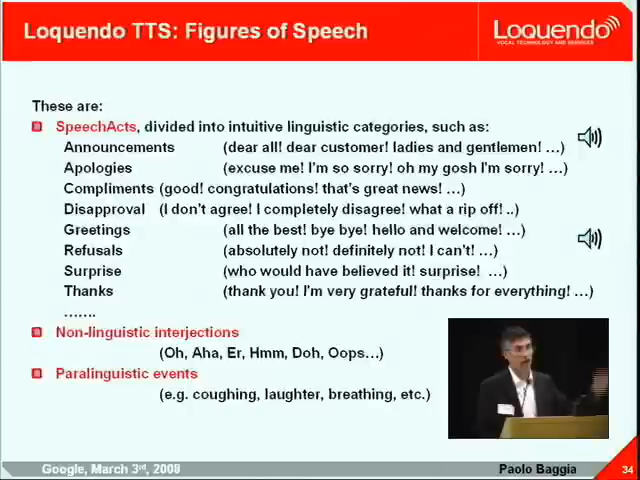 Loquendo TTS: Figures of Speech
Loquendo
VOCAL TECHNOLOGY AND SERVICES
These are:
SpeechActs, divided into intuitive linguistic categories, such as:
Announcements (dear all! dear customer! ladies and gentlemen! …)
Apologies (excuse me! I'm so sorry! oh my gosh I'm sorry! …)
Compliments (good! congratulations! that's great news! …)
Disapproval (I don't agree! I completely disagree! what a rip off! ..)
Greetings (all the best! bye bye! hello and welcome! …)
Refusals (absolutely not! definitely not! I can't! …)
Surprise (who would have believed it! surprise! …)
Thanks (thank you! I'm very grateful! thanks for everything! …)
…….
Non-linguistic interjections
(Oh, Aha, Er, Hmm, Doh, Oops…)
Paralinguistic events
(e.g. coughing, laughter, breathing, etc.)
Google, March 3rd, 2009
Paolo Baggia
34